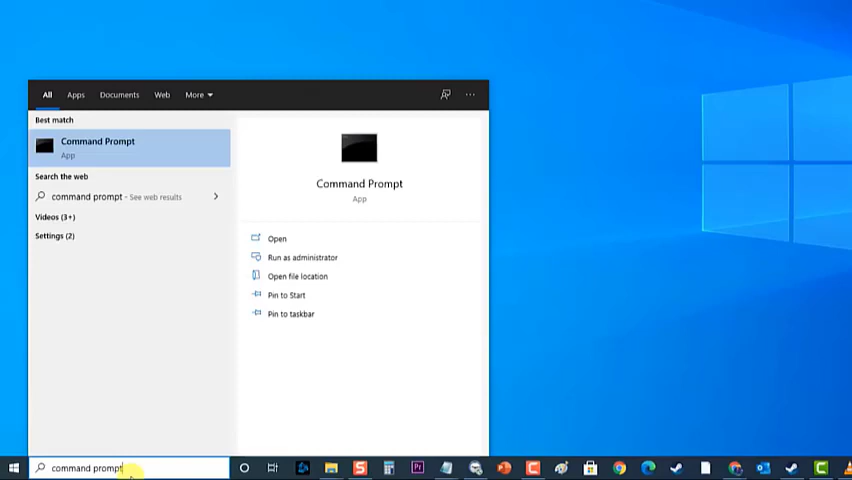 All Apps Documents Web More
Best match
Command Prompt
App
Search the web
command prompt - See web results
Videos (3+)
Settings (2)
Command Prompt
App
Open
Run as administrator
Open file location
Pin to Start
Pin to taskbar
command prompt
Pr